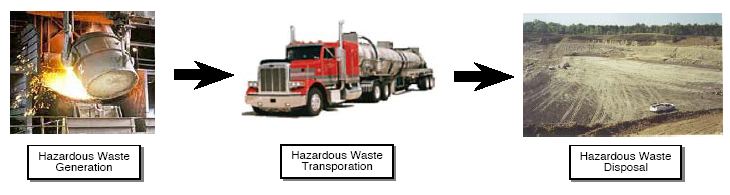 Hazardous Waste
Generation
Hazardous Waste
Transporation
Hazardous Waste
Disposal